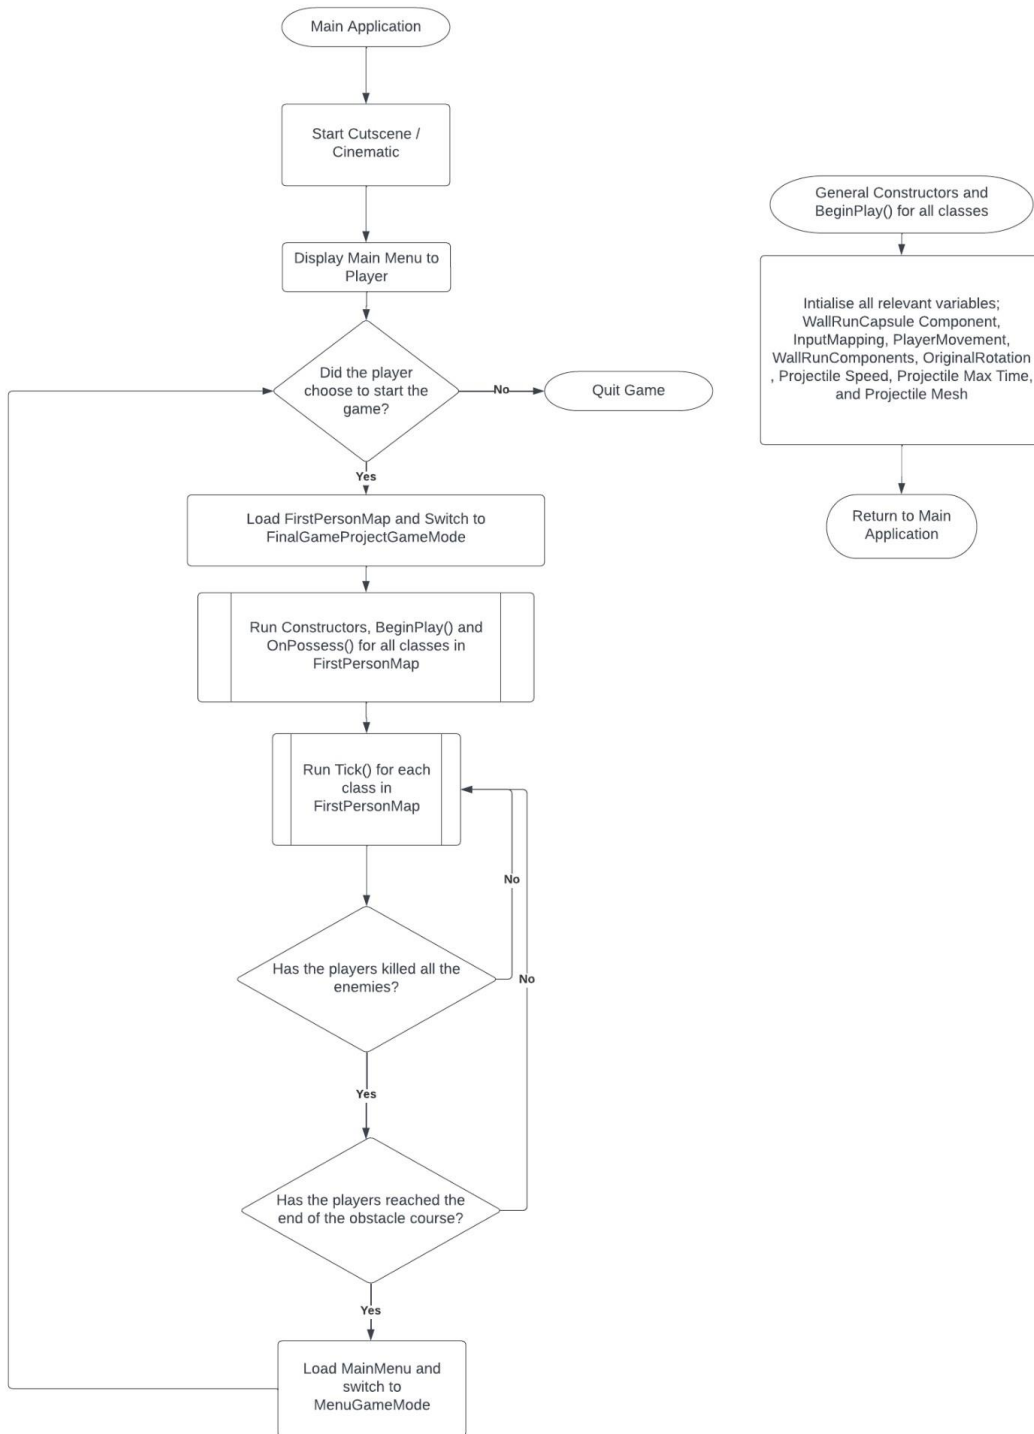 Main Application
Start Cutscene /
Cinematic
Display Main Menu to
Player
Did the player
choose to start the
game?
No
Quit Game
Yes
Load FirstPersonMap and Switch to
FinalGameProjectGameMode
Run Constructors, BeginPlay() and
OnPossess() for all classes in
FirstPersonMap
Run Tick() for each
class in
FirstPersonMap
No
Has the players killed all the
enemies?
No
Yes
Has the players reached the
end of the obstacle course?
Yes
Load MainMenu and
switch to
MenuGameMode
General Constructors and
BeginPlay() for all classes
Intialise all relevant variables;
WallRunCapsule Component,
InputMapping, PlayerMovement,
WallRunComponents, OriginalRotation
, Projectile Speed, Projectile Max Time,
and Projectile Mesh
Return to Main
Application